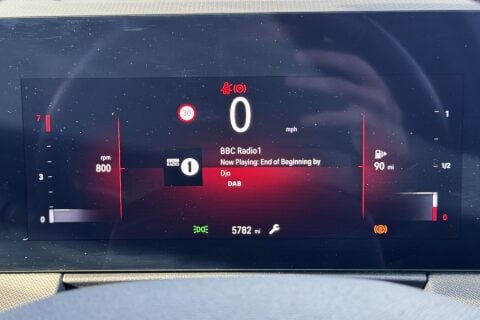 7
30
0
mph
1
rpm
800
BBC Radio1
Now Playing: End of Beginning by
Djo
DAB
1
90 mi
1/2
3
0
0
5782 mi